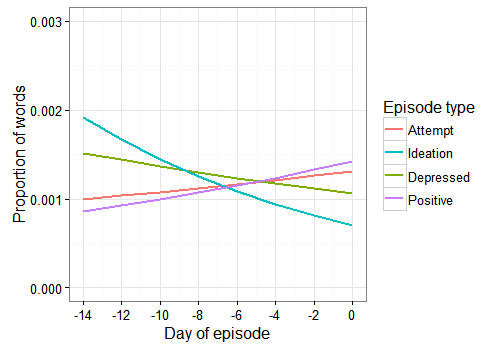 0.003
0.002
0.001
0.000
Proportion of words
-14 -12 -10 -8 -6 -4 -2 0
Day of episode
Episode type
Attempt
Ideation
Depressed
Positive